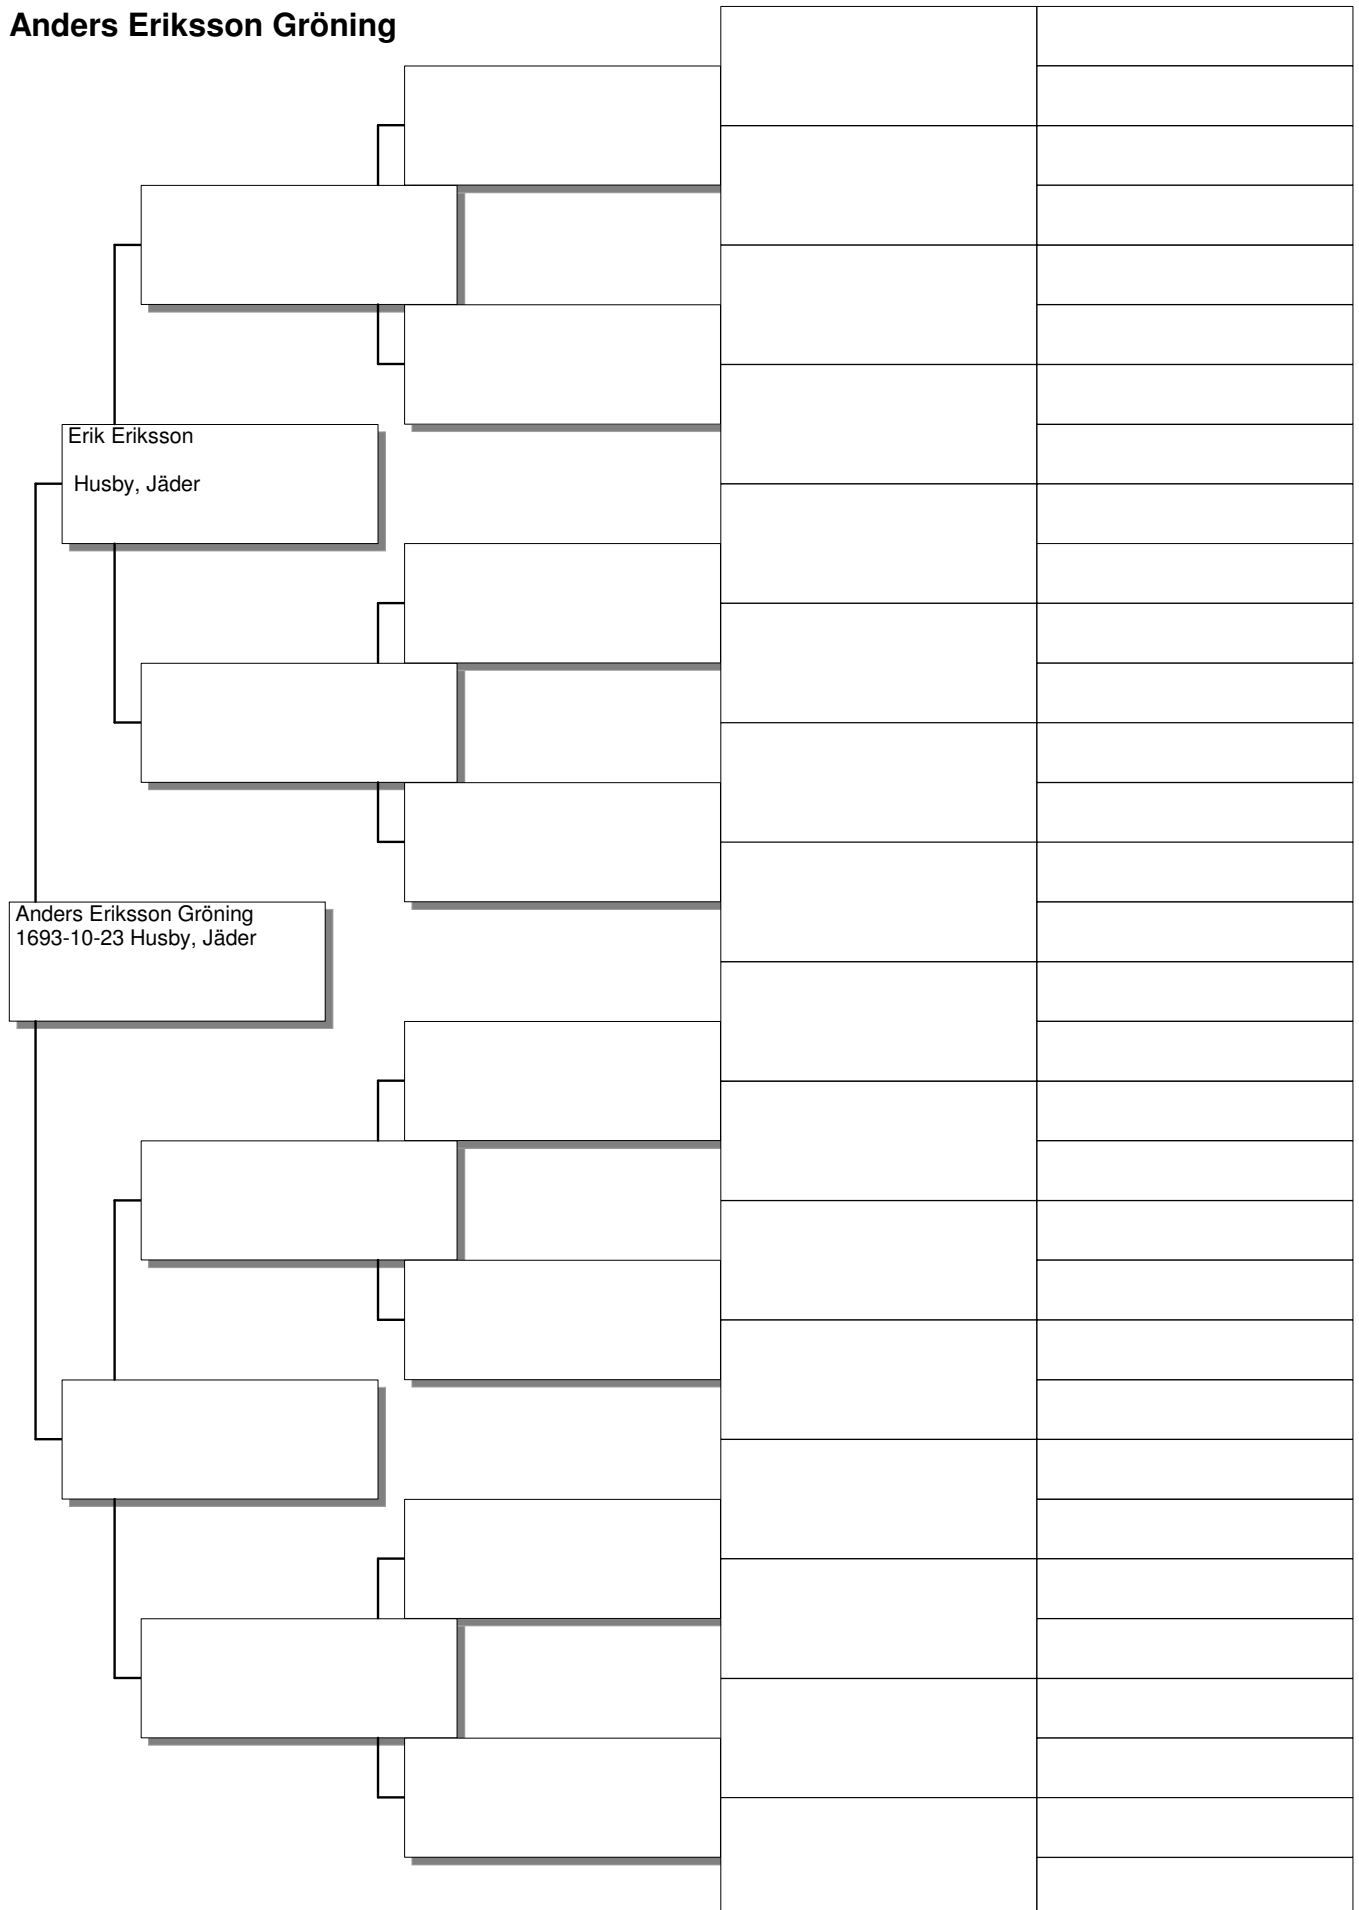 Anders Eriksson Gröning
Erik Eriksson
Husby, Jäder
Anders Eriksson Gröning
1693-10-23 Husby, Jäder